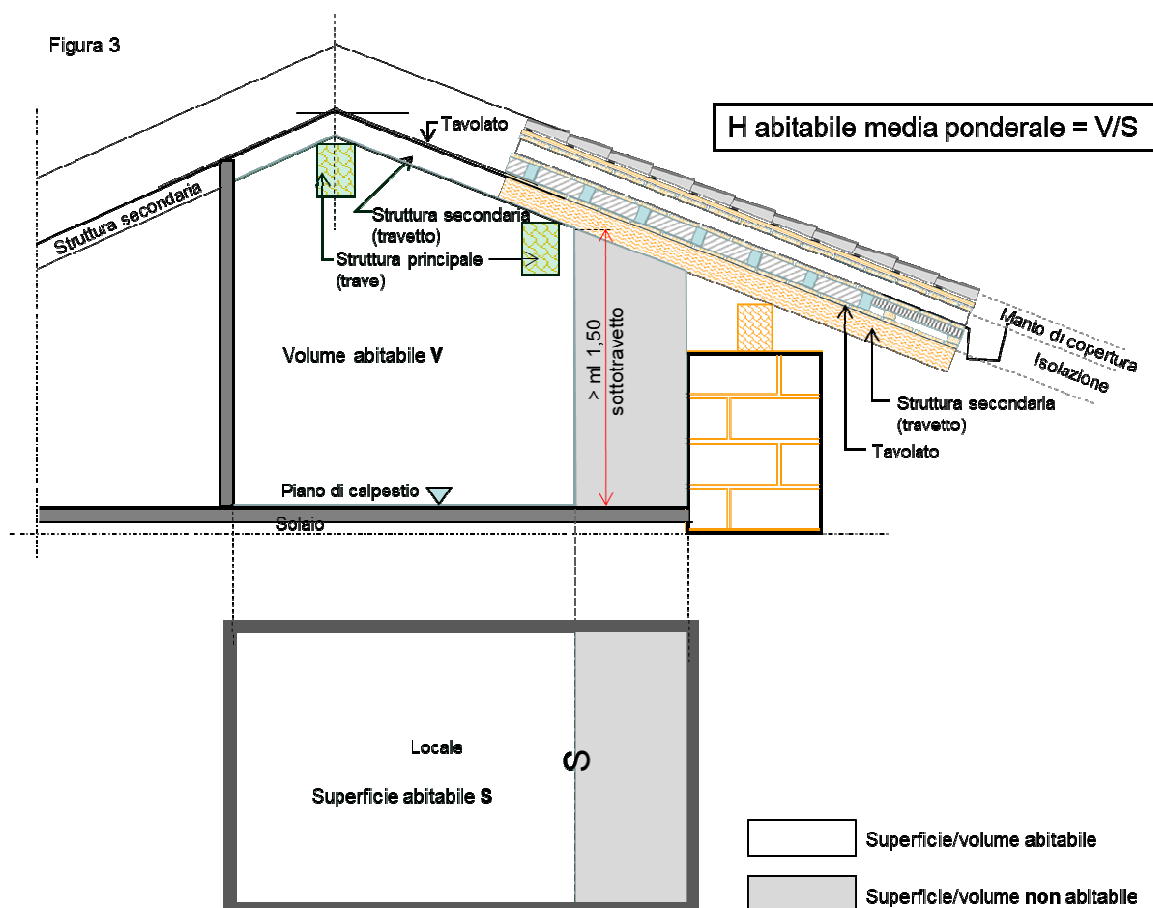 Figura 3
H abitabile media ponderale = V/S
Tavolato
Struttura secondaria
Struttura secondaria
(travetto)
Struttura principale
(trave)
Volume abitabile V
> ml 1,50
sottotravetto
Manto di copertura
Isolazione
Struttura secondaria
(travetto)
Tavolato
Piano di calpestio
Solaio
Locale
S
Superficie abitabile S
Superficie/volume abitabile
Superficie/volume non abitabile